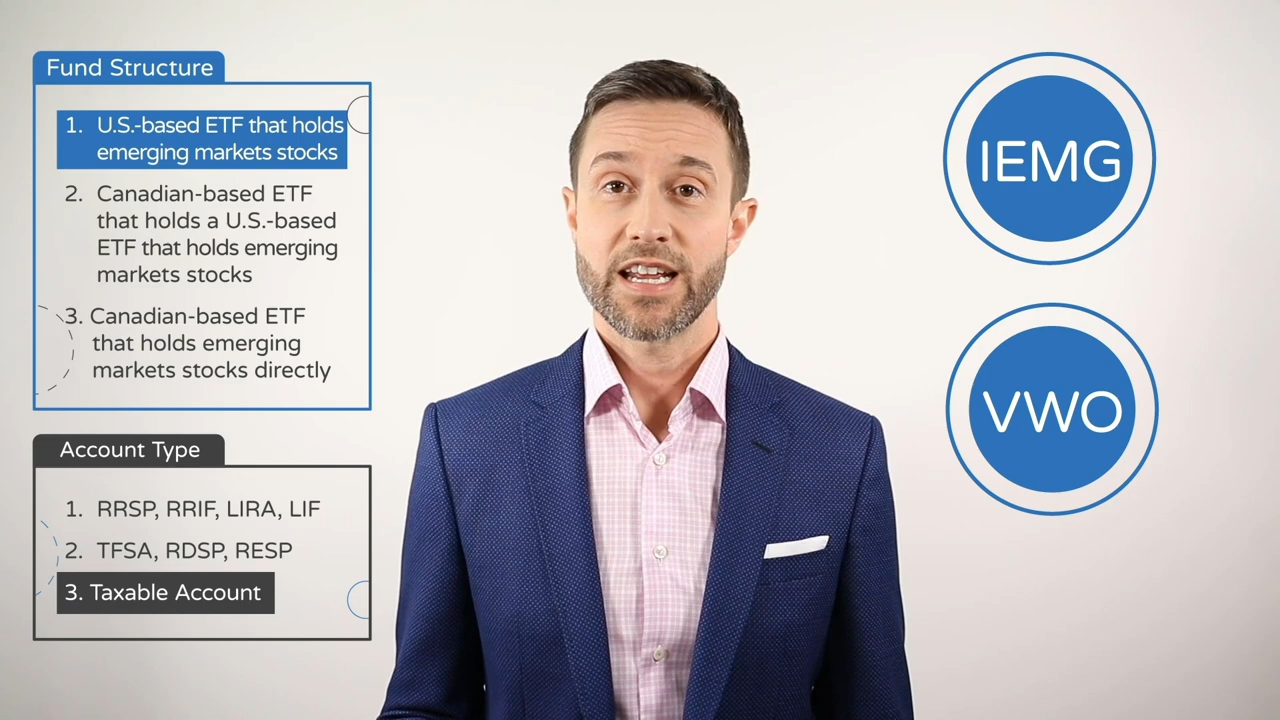 Fund Structure
1. U.S.-based ETF that holds
emerging markets stocks
2. Canadian-based ETF
that holds a U.S.-based
ETF that holds emerging
markets stocks
3. Canadian-based ETF
that holds emerging
markets stocks directly
Account Type
1. RRSP, RRIF, LIRA, LIF
2. TFSA, RDSP, RESP
3. Taxable Account
IEMG
VWO